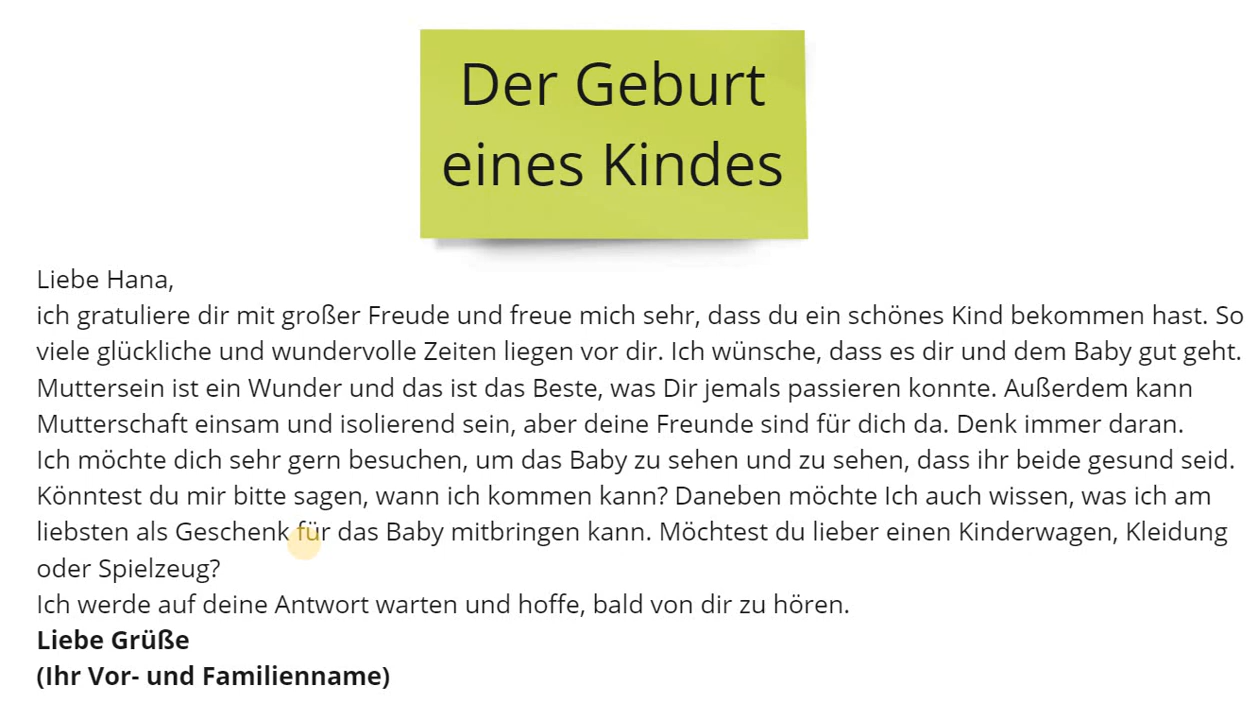 Der Geburt
eines Kindes
Liebe Hana,
ich gratuliere dir mit großer Freude und freue mich sehr, dass du ein schönes Kind bekommen hast. So
viele glückliche und wundervolle Zeiten liegen vor dir. Ich wünsche, dass es dir und dem Baby gut geht.
Muttersein ist ein Wunder und das ist das Beste, was Dir jemals passieren konnte. Außerdem kann
Mutterschaft einsam und isolierend sein, aber deine Freunde sind für dich da. Denk immer daran.
Ich möchte dich sehr gern besuchen, um das Baby zu sehen und zu sehen, dass ihr beide gesund seid.
Könntest du mir bitte sagen, wann ich kommen kann? Daneben möchte Ich auch wissen, was ich am
liebsten als Geschenk für das Baby mitbringen kann. Möchtest du lieber einen Kinderwagen, Kleidung
oder Spielzeug?
Ich werde auf deine Antwort warten und hoffe, bald von dir zu hören.
Liebe Grüße
(Ihr Vor- und Familienname)